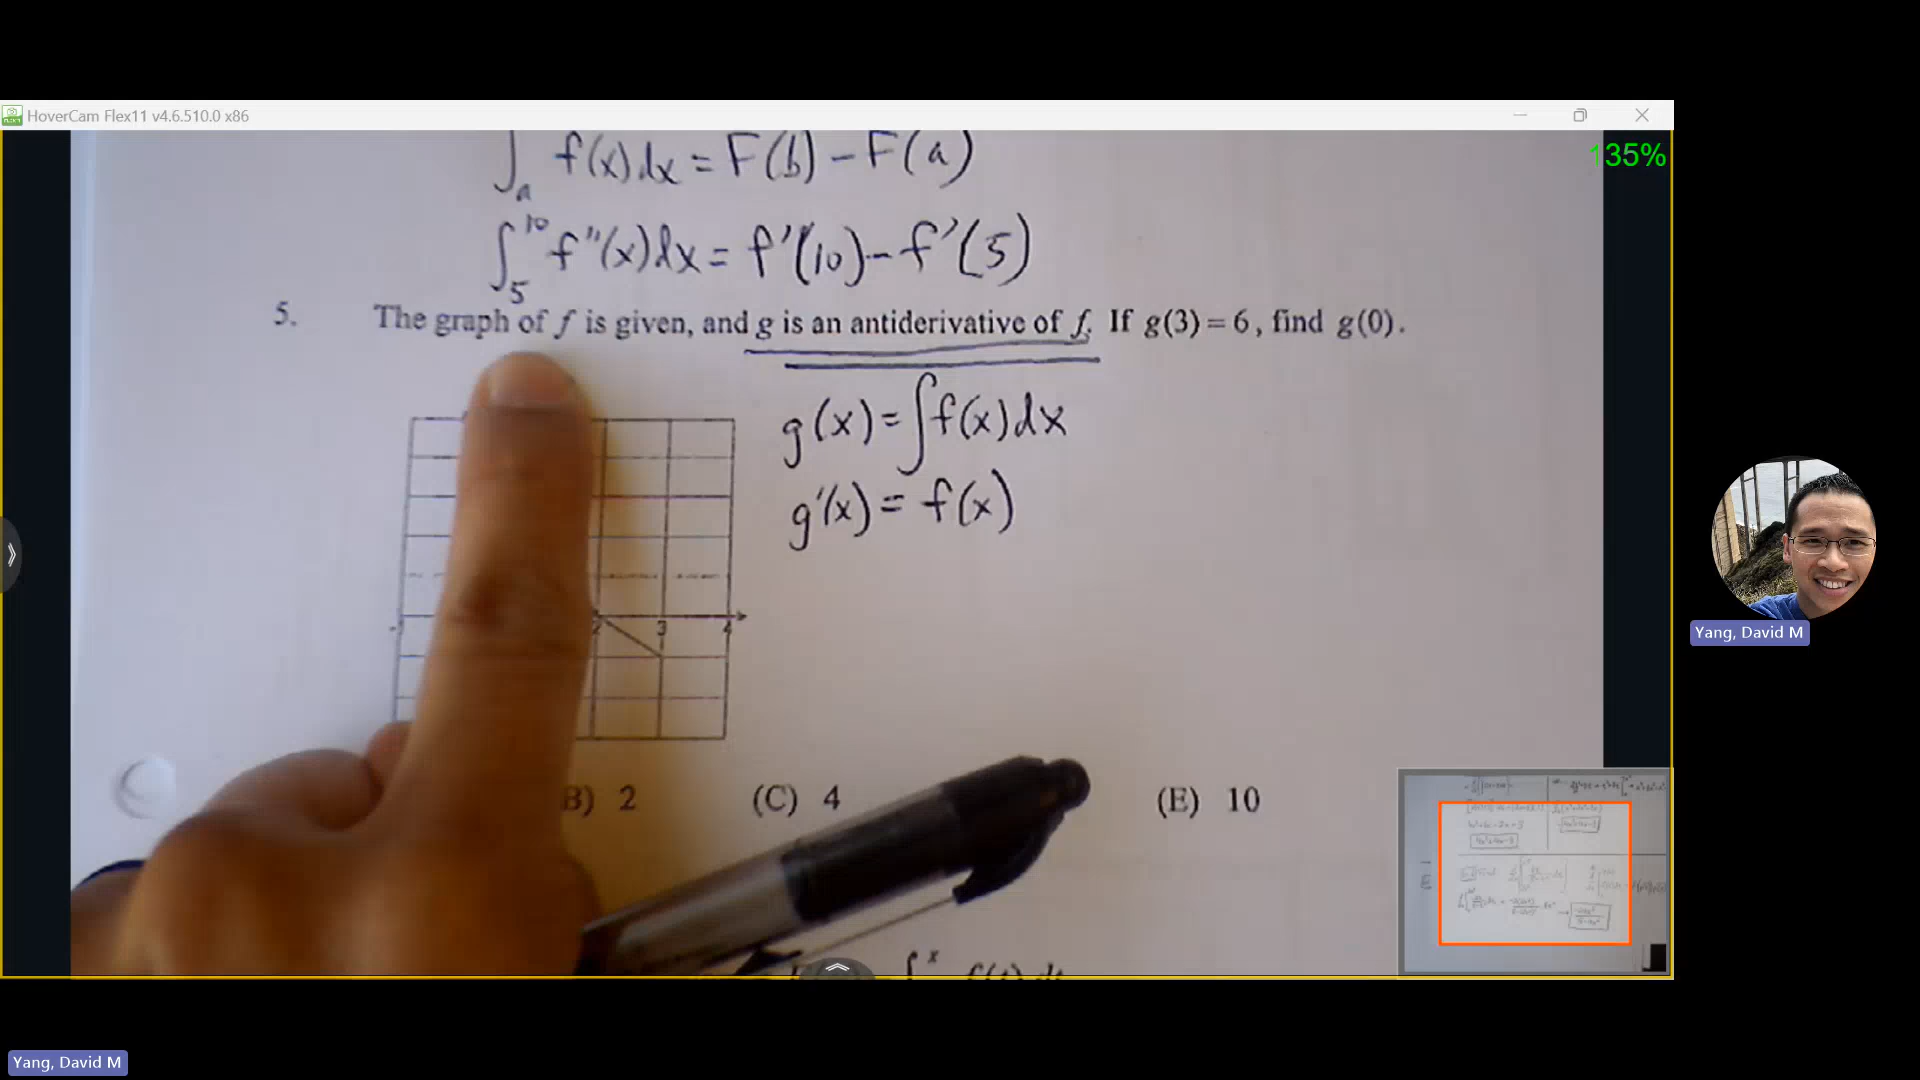 HoverCam Flex11 v4.6.510.0 x86
135%
∫ₐ f(x)dx = F(b) - F(a)
∫₅¹⁰ f"(x)dx = f'(10) - f'(5)
5. The graph of f is given, and g is an antiderivative of f. If g(3) = 6, find g(0).
g(x) = ∫f(x)dx
g'(x) = f(x)
2 3 4
B) 2 (C) 4 (E) 10
Yang, David M
Yang, David M